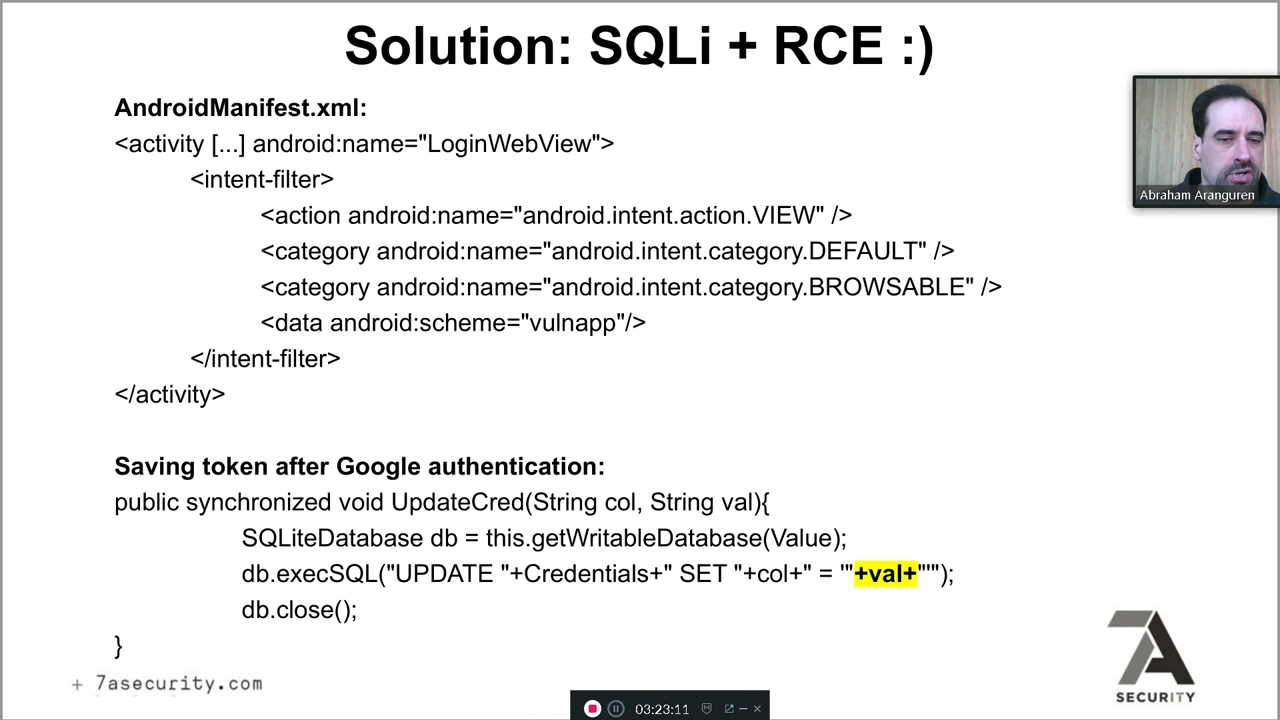 Solution: SQLi + RCE :)
AndroidManifest.xml:
<activity [...] android:name="LoginWebView">
<intent-filter>
<action android:name="android.intent.action.VIEW" />
<category android:name="android.intent.category.DEFAULT" />
<category android:name="android.intent.category.BROWSABLE" />
<data android:scheme="vulnapp"/>
</intent-filter>
</activity>
Abraham Aranguren
Saving token after Google authentication:
public synchronized void UpdateCred(String col, String val){
SQLiteDatabase db = this.getWritableDatabase(Value);
db.execSQL("UPDATE "+Credentials+" SET "+col+" = '"+val+"'");
db.close();
}
+ 7asecurity.com
7A
SECURITY
03:23:11